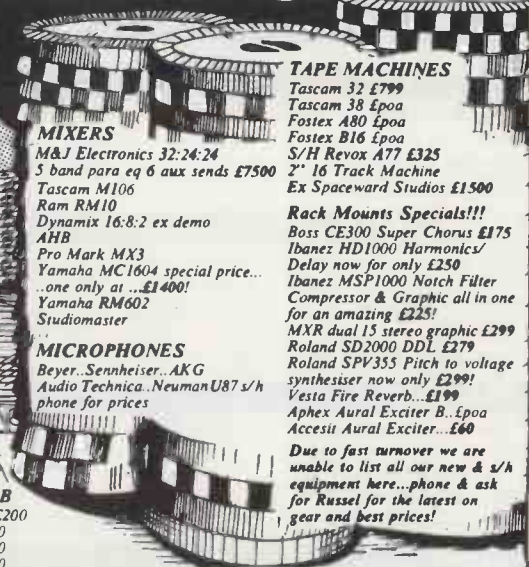 MIXERS
M&J Electronics 32:24:24
5 band para eq 6 aux sends £7500
Tascam M106
Ram RM10
Dynamix 16:8:2 ex demo
AHB
Pro Mark MX3
Yamaha MC1604 special price...
..one only at ...£1400!
Yamaha RM602
Studiomaster
MICROPHONES
Beyer..Sennheiser..AKG
Audio Technica..Neuman U87 s/h
phone for prices
B
£200
0
0
0
TAPE MACHINES
Tascam 32 £799
Tascam 38 £poa
Fostex A80 £poa
Fostex B16 £poa
S/H Revox A77 £325
2" 16 Track Machine
Ex Spaceward Studios £1500
Rack Mounts Specials!!!
Boss CE300 Super Chorus £175
Ibanez HD1000 Harmonics/
Delay now for only £250
Ibanez MSP1000 Notch Filter
Compressor & Graphic all in one
for an amazing £225!
MXR dual 15 stereo graphic £299
Roland SD2000 DDL £279
Roland SPV355 Pitch to voltage
synthesiser now only £299!
Vesta Fire Reverb...£199
Aphex Aural Exciter B..£poa
Accesit Aural Exciter...£60
Due to fast turnover we are
unable to list all our new & s/h
equipment here...phone & ask
for Russel for the latest on
gear and best prices!